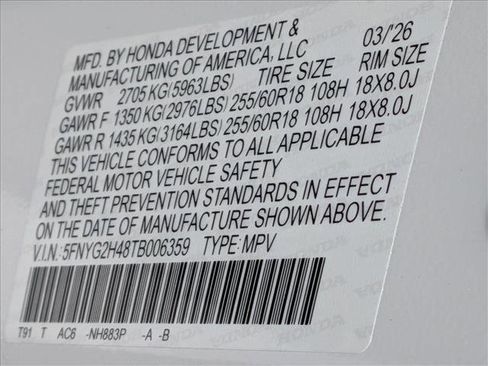 MFD. BY HONDA DEVELOPMENT & 03/'26
MANUFACTURING OF AMERICA, LLC
GVWR 2705 KG(5963LBS) TIRE SIZE RIM SIZE
GAWR F 1350 KG(2976LBS) 255/60R18 108H 18X8.0J
GAWR R 1435 KG(3164LBS) 255/60R18 108H 18X8.0J
THIS VEHICLE CONFORMS TO ALL APPLICABLE
FEDERAL MOTOR VEHICLE SAFETY
AND THEFT PREVENTION STANDARDS IN EFFECT
ON THE DATE OF MANUFACTURE SHOWN ABOVE.
V.I.N.: 5FNYG2H48TB006359 TYPE: MPV
T91 T AC6 -NH883P -A -B